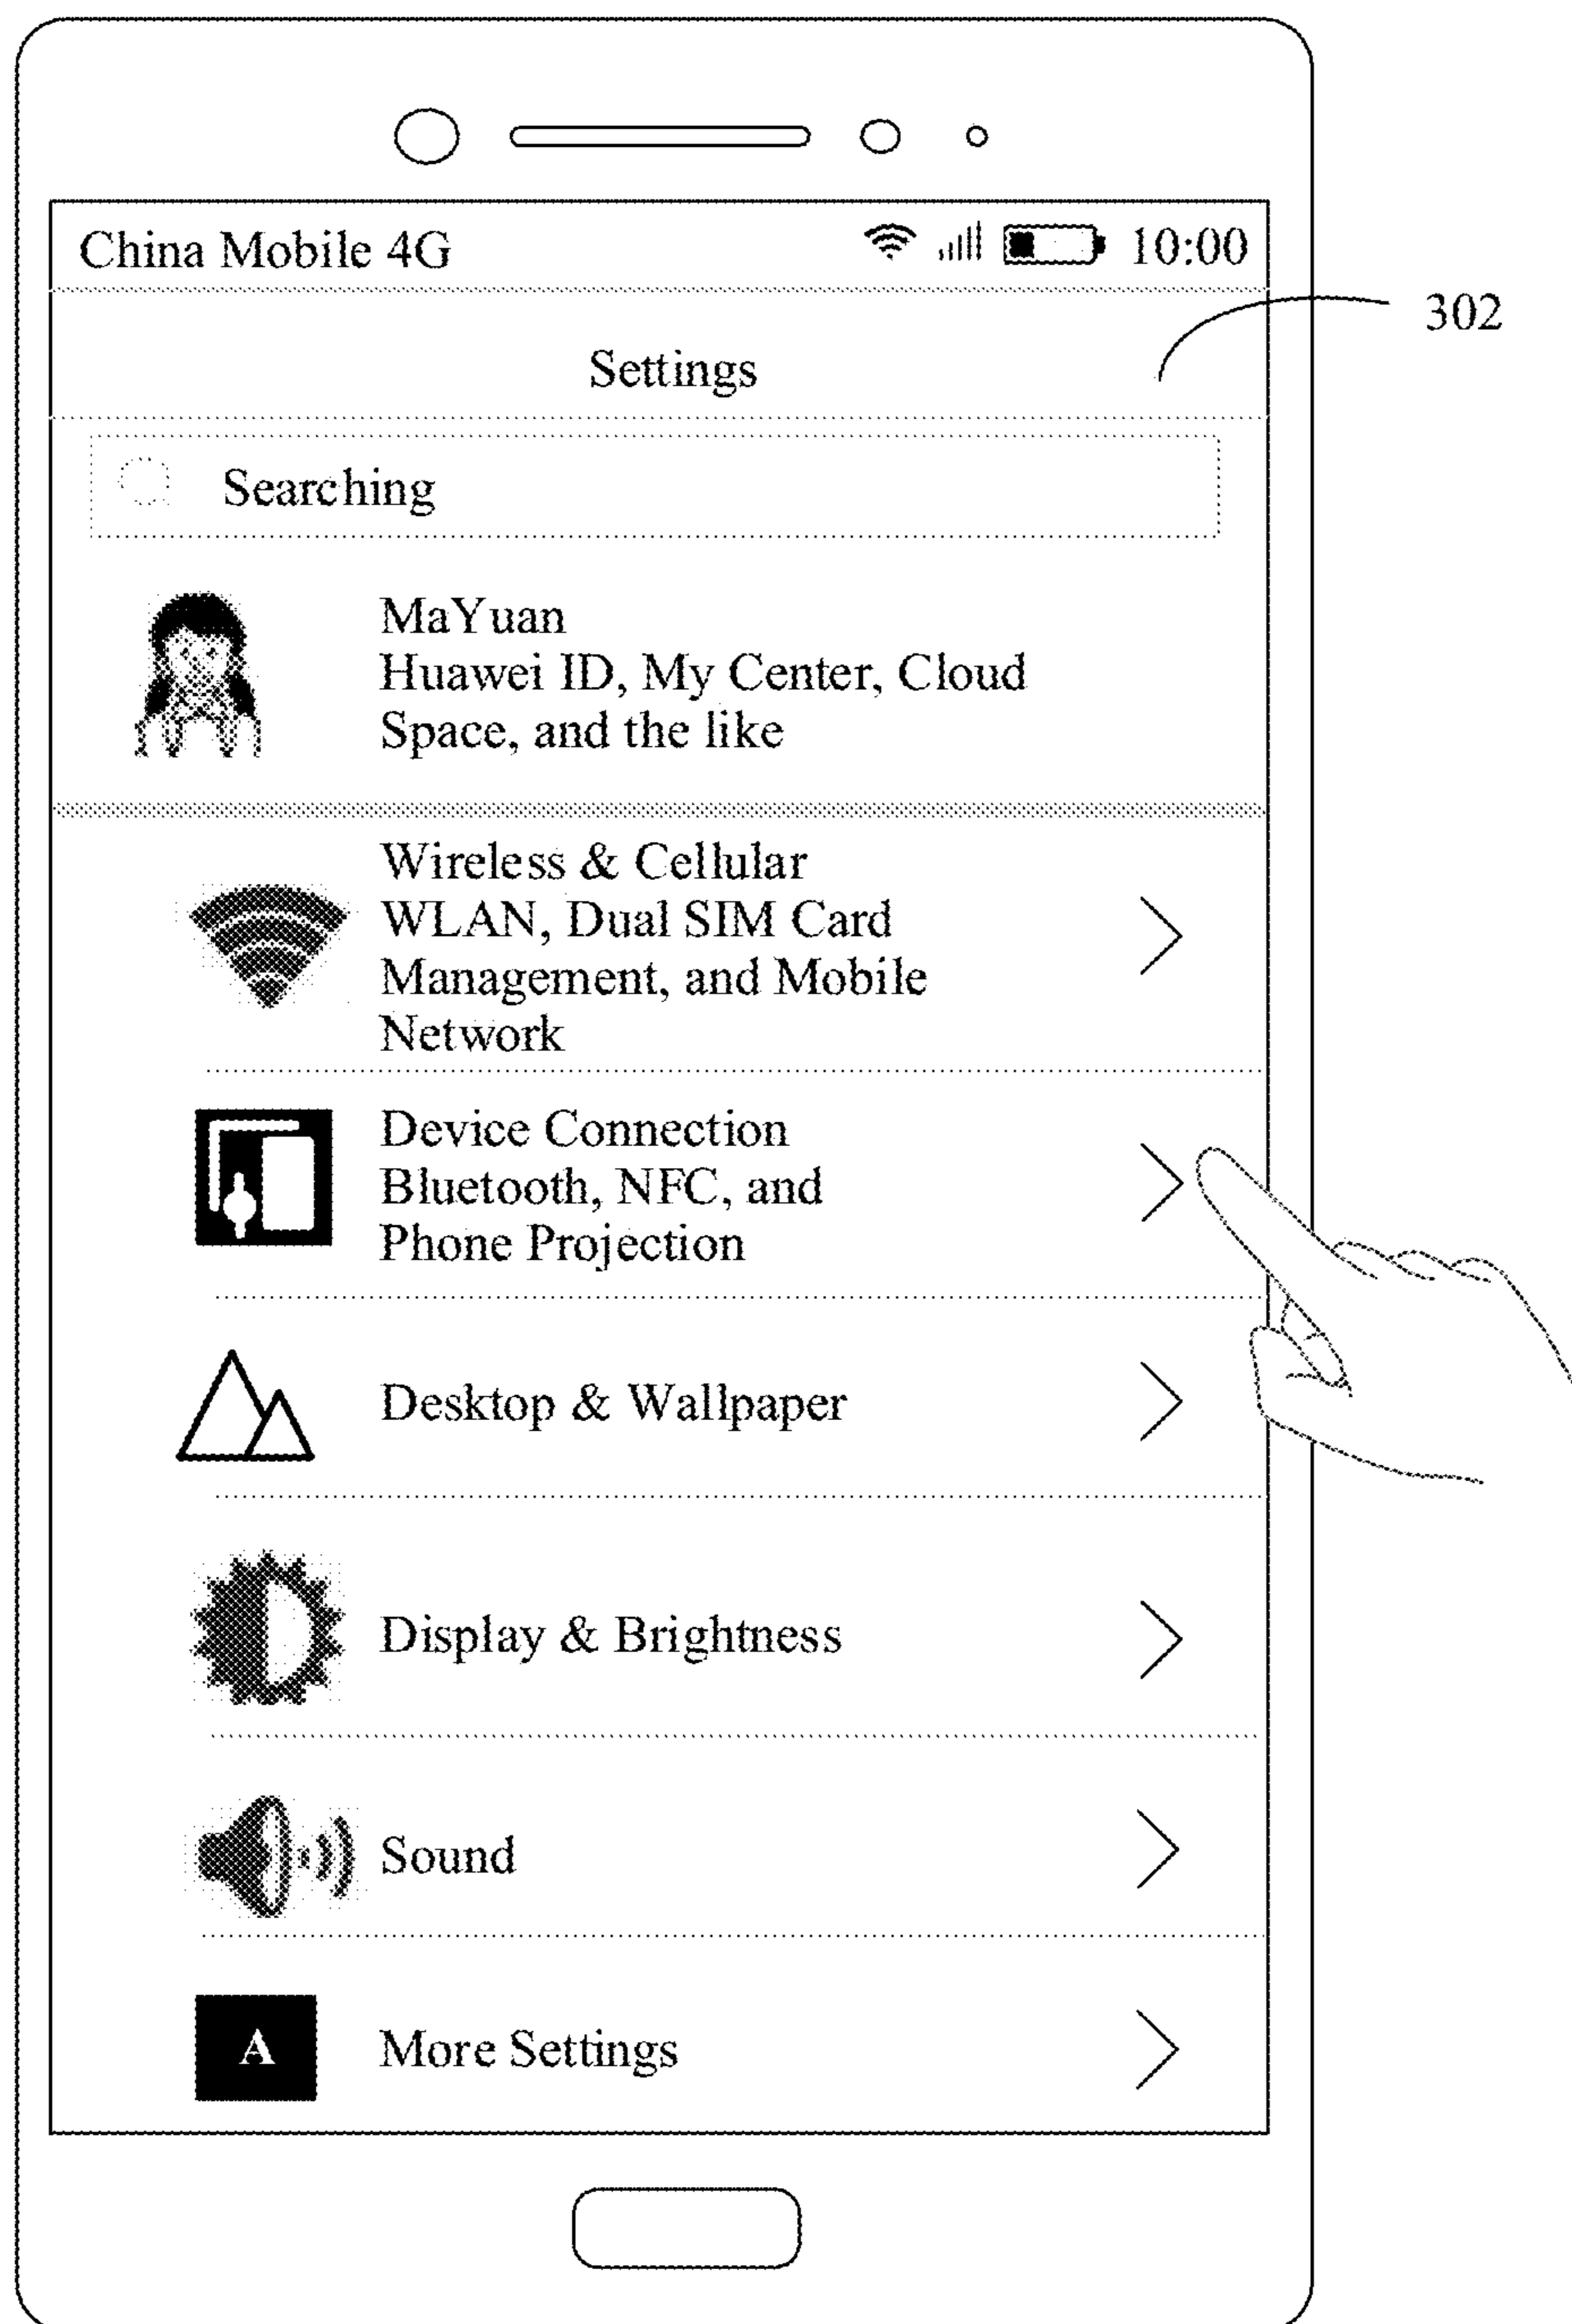 China Mobile 4G 10:00
302
Settings
Searching
MaYuan
Huawei ID, My Center, Cloud
Space, and the like
Wireless & Cellular
WLAN, Dual SIM Card
Management, and Mobile
Network
Device Connection
Bluetooth, NFC, and
Phone Projection
Desktop & Wallpaper
Display & Brightness
Sound
A More Settings